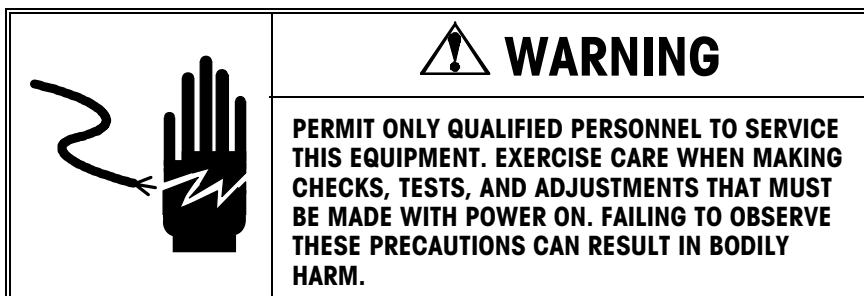 WARNING
PERMIT ONLY QUALIFIED PERSONNEL TO SERVICE
THIS EQUIPMENT. EXERCISE CARE WHEN MAKING
CHECKS, TESTS, AND ADJUSTMENTS THAT MUST
BE MADE WITH POWER ON. FAILING TO OBSERVE
THESE PRECAUTIONS CAN RESULT IN BODILY
HARM.